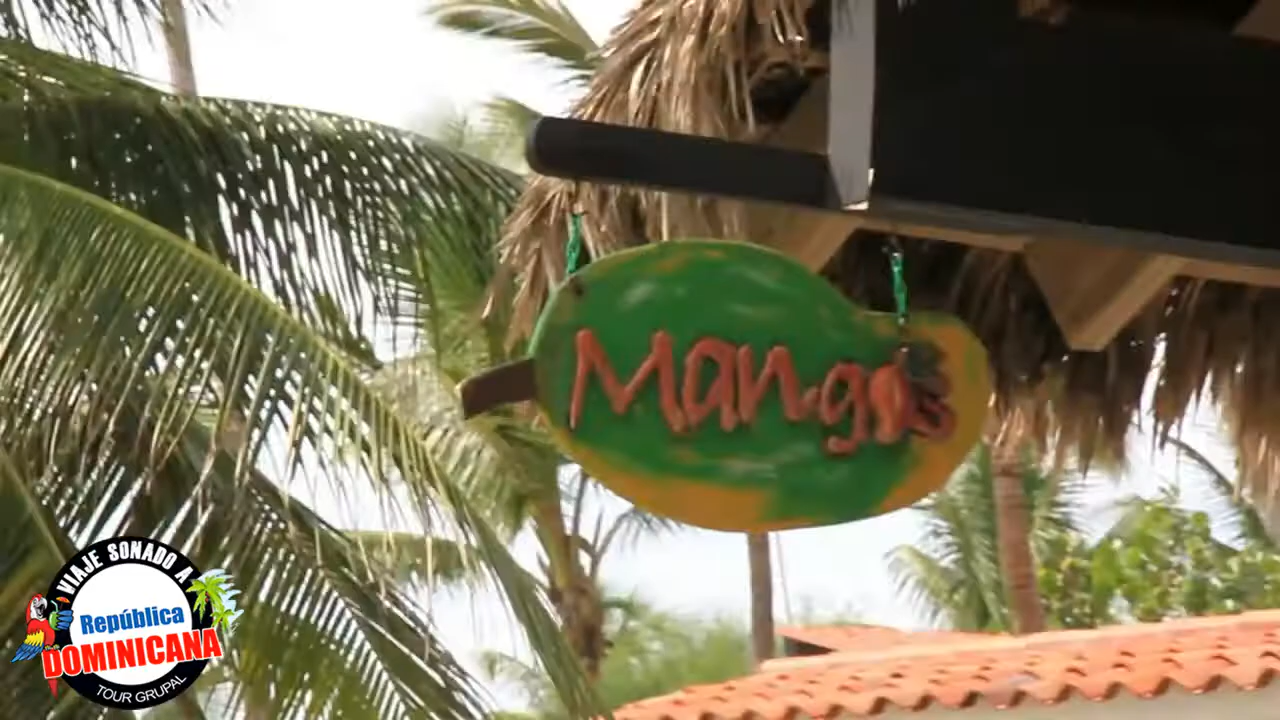 Mangos
VIAJE SONADO A
República
DOMINICANA
TOUR GRUPAL